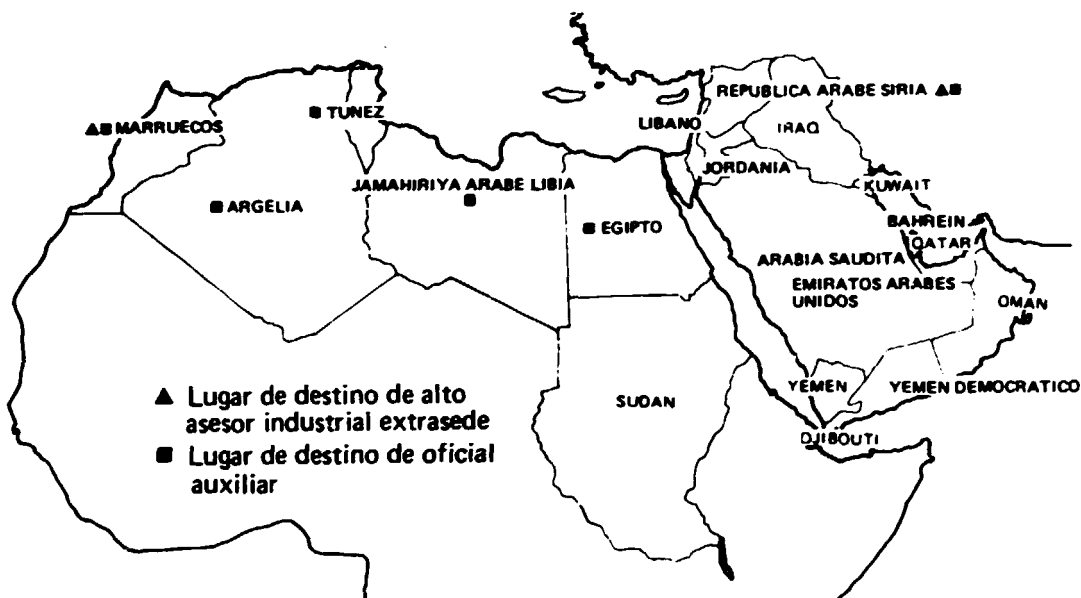 REPUBLICA ARABE SIRIA ▲■
LIBANO
IRAQ
■ TUNEZ
▲■ MARRUECOS
JORDANIA
KUWAIT
JAMAHIRIYA ARABE LIBIA
■
■ ARGELIA
■ EGIPTO
BAHREIN
QATAR
ARABIA SAUDITA
EMIRATOS ARABES
UNIDOS
OMAN
YEMEN
YEMEN DEMOCRATICO
SUDAN
DJIBOUTI
▲ Lugar de destino de alto
asesor industrial extrasede
■ Lugar de destino de oficial
auxiliar